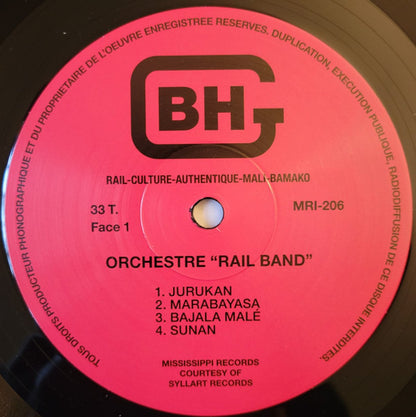 TOUS DROITS PRODUCTEUR PHONOGRAPHIQUE ET DU PROPRIETAIRE DE L'OEUVRE ENREGISTREE RESERVES, DUPLICATION, EXECUTION PUBLIQUE, RADIODIFFUSION DE CE DISQUE INTERDITES.
BHG
RAIL-CULTURE-AUTHENTIQUE-MALI-BAMAKO
33 T.
Face 1
MRI-206
ORCHESTRE "RAIL BAND"
1. JURUKAN
2. MARABAYASA
3. BAJALA MALÉ
4. SUNAN
MISSISSIPPI RECORDS
COURTESY OF
SYLLART RECORDS